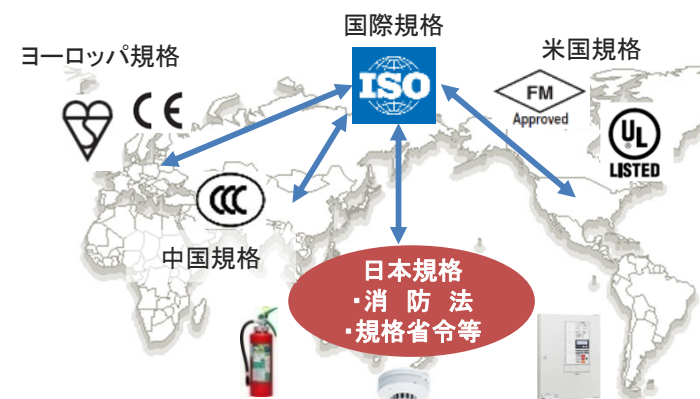 国際規格
ヨーロッパ規格
米国規格
ISO
CE
FM
Approved
UL
LISTED
CCC
中国規格
日本規格
・消 防 法
・規格省令等